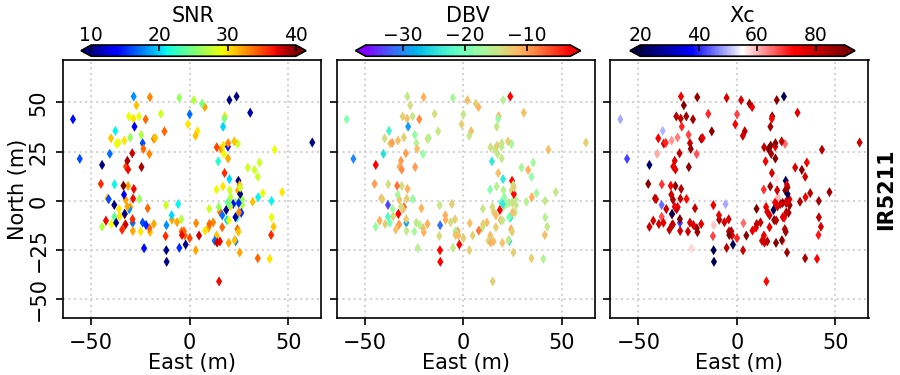 SNR DBV Xc
10 20 30 40 −30 −20 −10 20 40 60 80
50
25
0
−25
−50
North (m)
−50 0 50 −50 0 50 −50 0 50
East (m) East (m) East (m)
IR5211